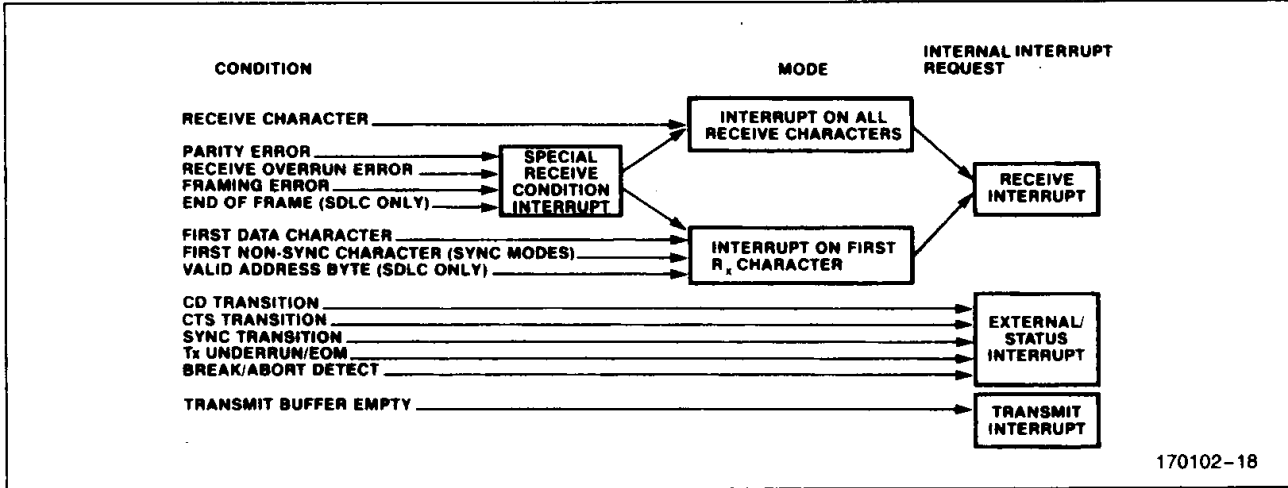 CONDITION
MODE
INTERNAL INTERRUPT
REQUEST
RECEIVE CHARACTER
INTERRUPT ON ALL
RECEIVE CHARACTERS
PARITY ERROR
RECEIVE OVERRUN ERROR
FRAMING ERROR
END OF FRAME (SDLC ONLY)
SPECIAL
RECEIVE
CONDITION
INTERRUPT
RECEIVE
INTERRUPT
FIRST DATA CHARACTER
FIRST NON-SYNC CHARACTER (SYNC MODES)
VALID ADDRESS BYTE (SDLC ONLY)
INTERRUPT ON FIRST
Rx CHARACTER
CD TRANSITION
CTS TRANSITION
SYNC TRANSITION
Tx UNDERRUN/EOM
BREAK/ABORT DETECT
EXTERNAL/
STATUS
INTERRUPT
TRANSMIT BUFFER EMPTY
TRANSMIT
INTERRUPT
170102-18